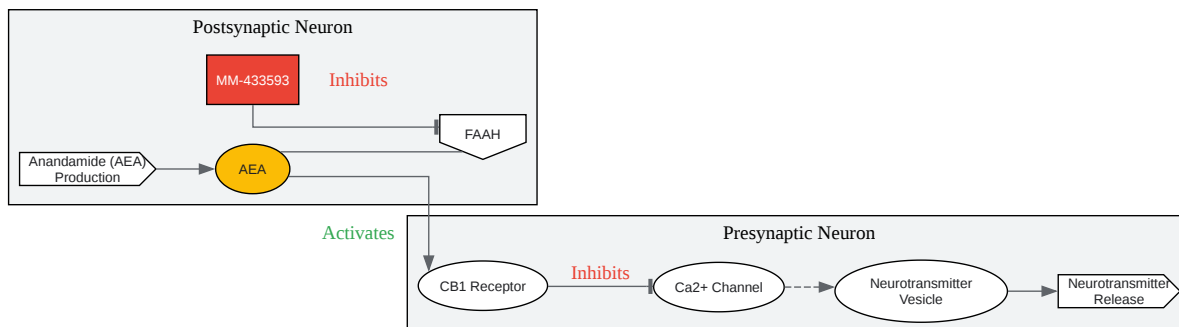 Postsynaptic Neuron
MM-433593
Inhibits
FAAH
Anandamide (AEA)
Production
AEA
Activates
Presynaptic Neuron
CB1 Receptor
Inhibits
Ca2+ Channel
Neurotransmitter
Vesicle
Neurotransmitter
Release